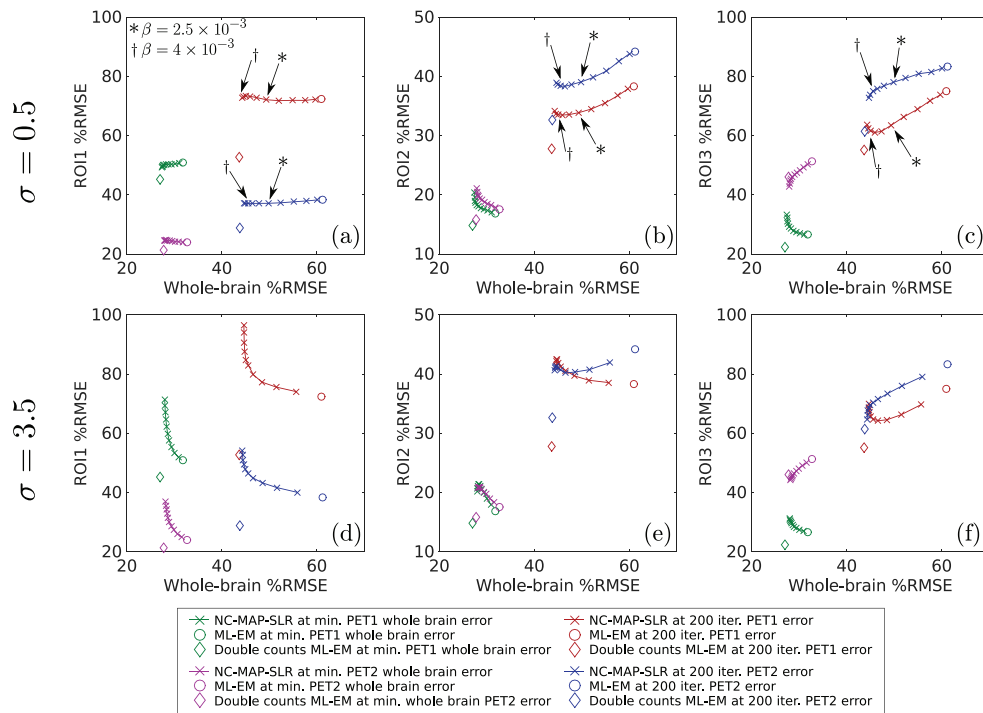 σ = 0.5
100
80
60
40
20
ROI1 %RMSE
* β = 2.5 × 10⁻³
† β = 4 × 10⁻³
†
*
†
*
(a)
20
40
60
Whole-brain %RMSE
50
40
30
20
10
ROI2 %RMSE
†
*
†
*
(b)
20
40
60
Whole-brain %RMSE
100
80
60
40
20
ROI3 %RMSE
†
*
†
*
(c)
20
40
60
Whole-brain %RMSE
σ = 3.5
100
80
60
40
20
ROI1 %RMSE
(d)
20
40
60
Whole-brain %RMSE
50
40
30
20
10
ROI2 %RMSE
(e)
20
40
60
Whole-brain %RMSE
100
80
60
40
20
ROI3 %RMSE
(f)
20
40
60
Whole-brain %RMSE
NC-MAP-SLR at min. PET1 whole brain error
ML-EM at min. PET1 whole brain error
Double counts ML-EM at min. PET1 whole brain error
NC-MAP-SLR at min. PET2 whole brain error
ML-EM at min. PET2 whole brain error
Double counts ML-EM at min. whole brain PET2 error
NC-MAP-SLR at 200 iter. PET1 error
ML-EM at 200 iter. PET1 error
Double counts ML-EM at 200 iter. PET1 error
NC-MAP-SLR at 200 iter. PET2 error
ML-EM at 200 iter. PET2 error
Double counts ML-EM at 200 iter. PET2 error